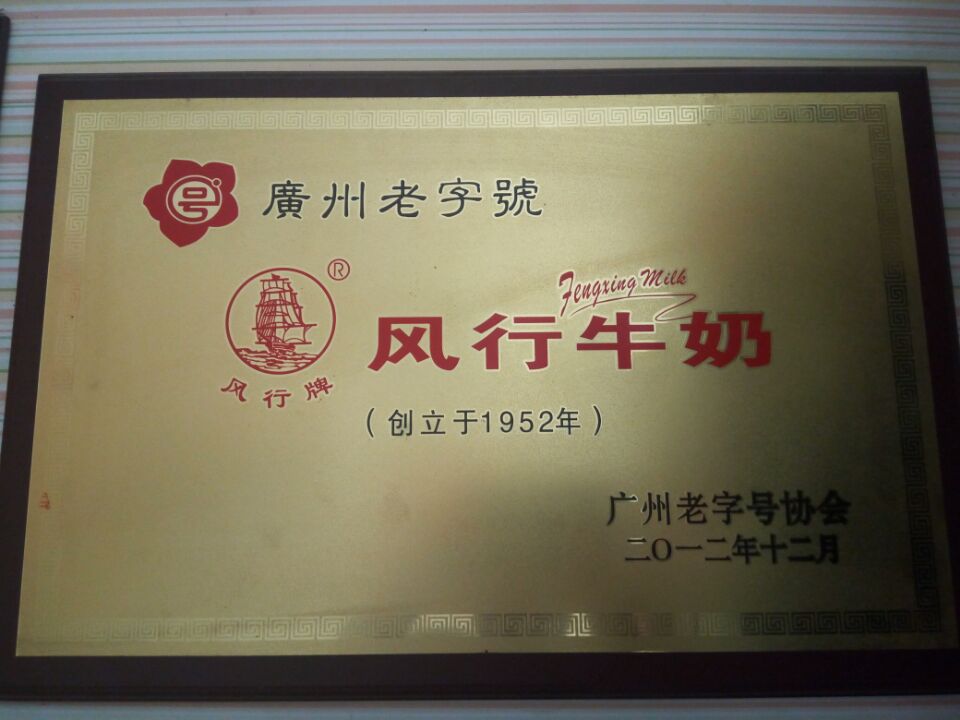 号
廣州老字號
®
Fengxing Milk
风行牛奶
风行牌
（创立于1952年）
广州老字号协会
二〇一二年十二月